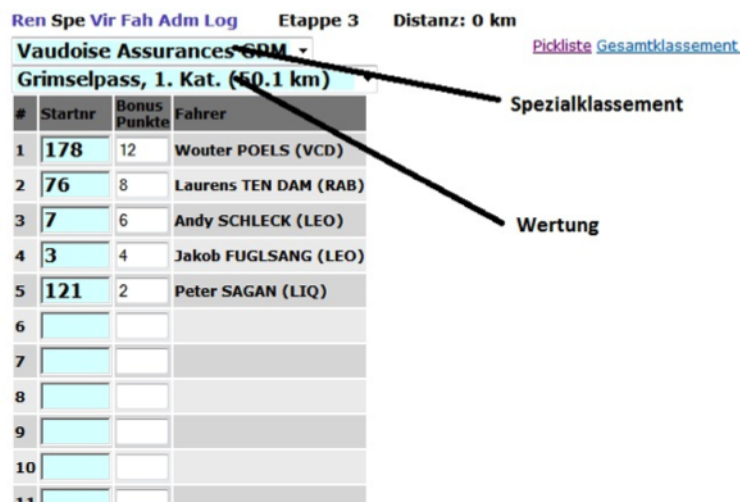 Ren Spe Vir Fah Adm Log Etappe 3 Distanz: 0 km
Vaudoise Assurances GPM
Pickliste Gesamtklassement
Grimselpass, 1. Kat. (50.1 km)
Spezialklassement
# Startnr Bonus Punkte Fahrer
1 178 12 Wouter POELS (VCD)
2 76 8 Laurens TEN DAM (RAB)
3 7 6 Andy SCHLECK (LEO)
Wertung
4 3 4 Jakob FUGLSANG (LEO)
5 121 2 Peter SAGAN (LIQ)
6
7
8
9
10
11